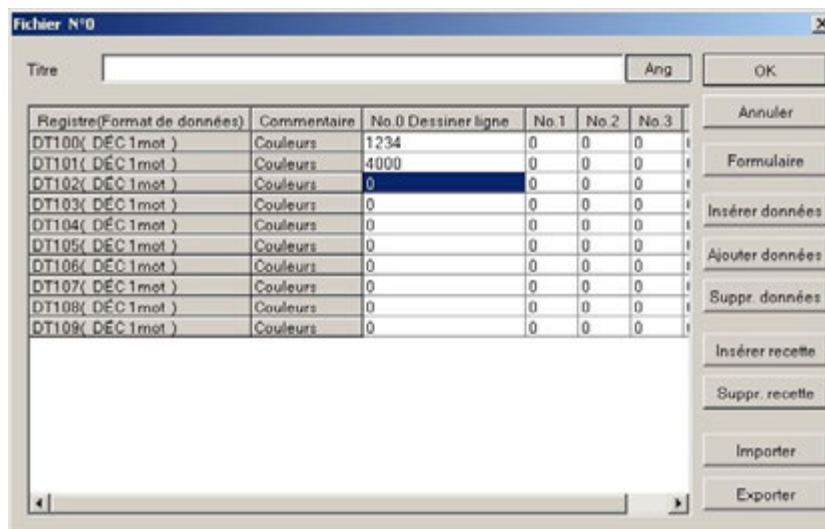 Fichier N°0
Titre
Ang
OK
Annuler
Formulaire
Insérer données
Ajouter données
Suppr. données
Insérer recette
Suppr. recette
Importer
Exporter
Registre(Format de données) Commentaire No.0 Dessiner ligne No.1 No.2 No.3
DT100( DÉC 1mot ) Couleurs 1234 0 0 0
DT101( DÉC 1mot ) Couleurs 4000 0 0 0
DT102( DÉC 1mot ) Couleurs 0 0 0 0
DT103( DÉC 1mot ) Couleurs 0 0 0 0
DT104( DÉC 1mot ) Couleurs 0 0 0 0
DT105( DÉC 1mot ) Couleurs 0 0 0 0
DT106( DÉC 1mot ) Couleurs 0 0 0 0
DT107( DÉC 1mot ) Couleurs 0 0 0 0
DT108( DÉC 1mot ) Couleurs 0 0 0 0
DT109( DÉC 1mot ) Couleurs 0 0 0 0